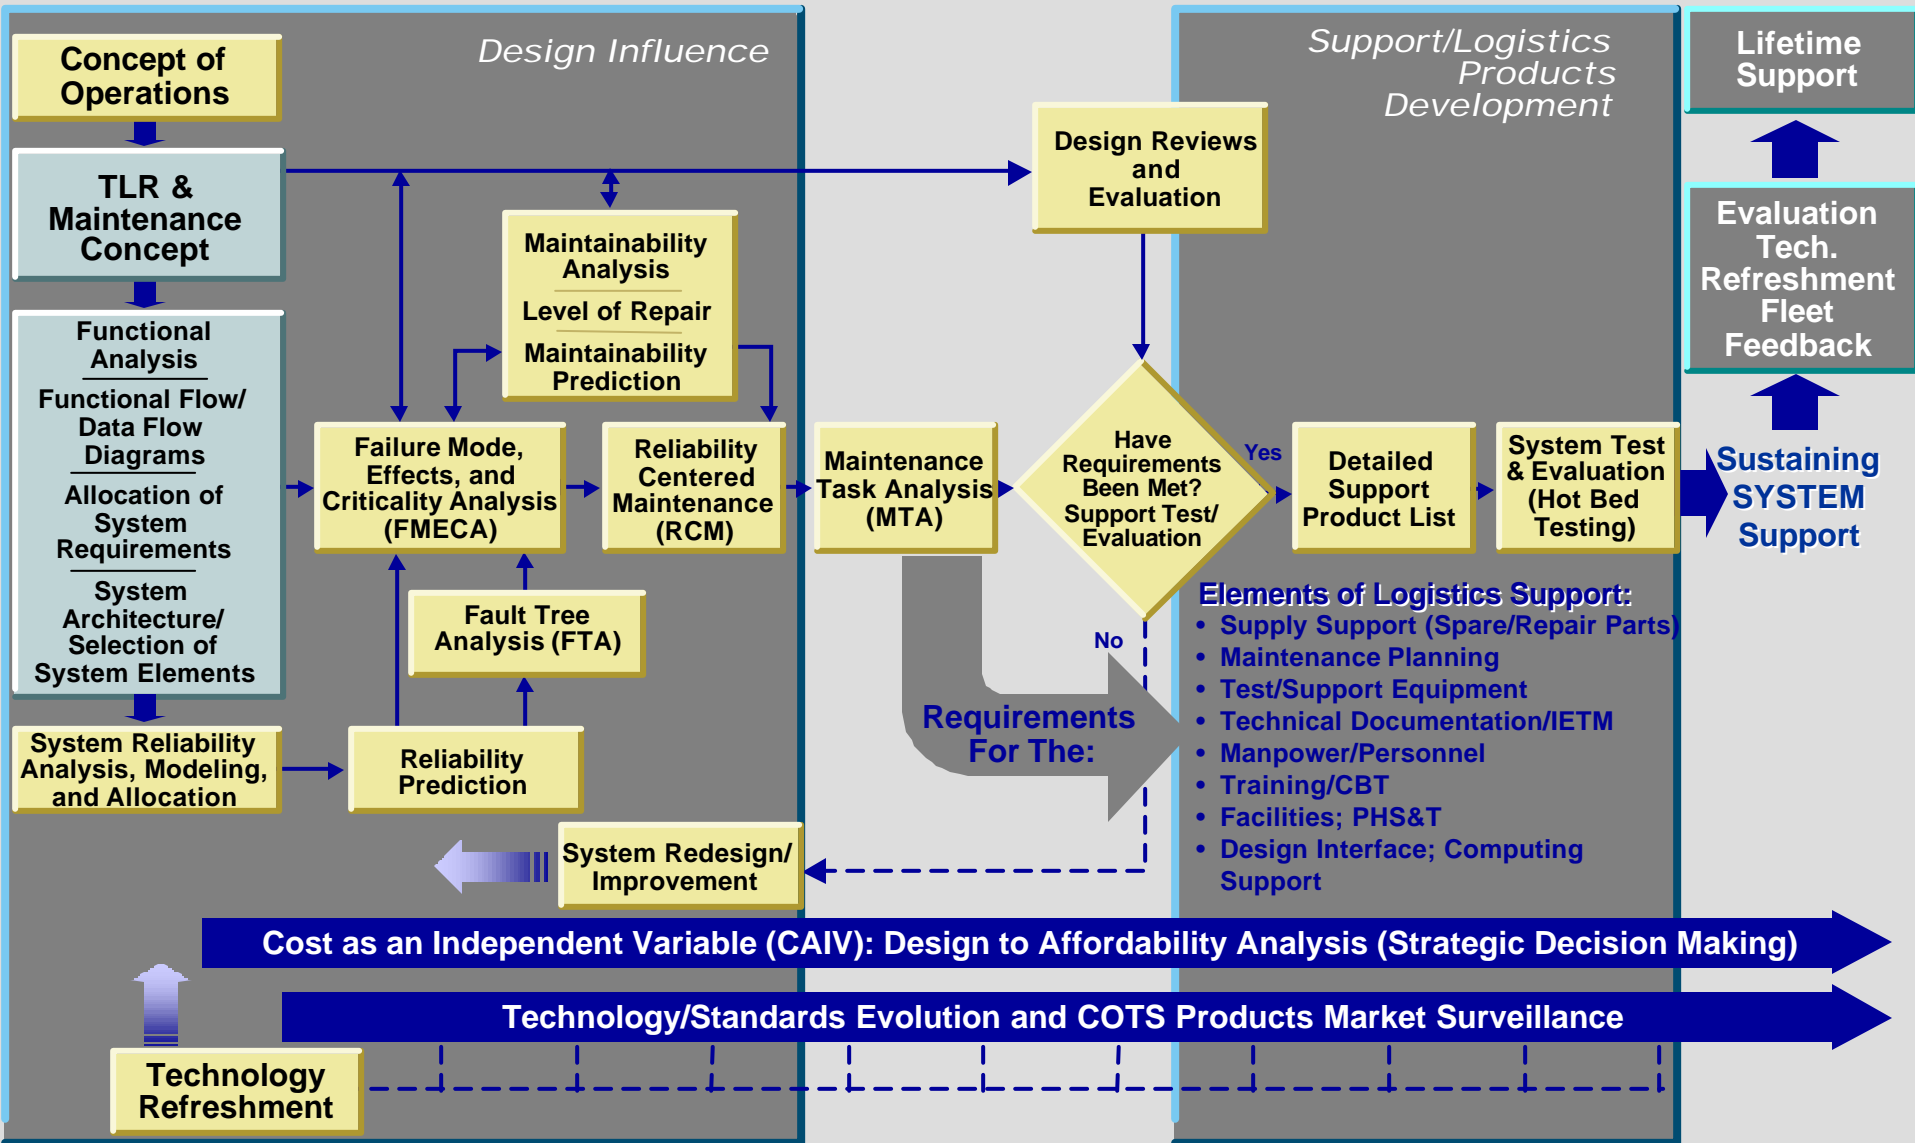 Design Influence
Support/Logistics
Products
Development
Concept of
Operations
TLR &
Maintenance
Concept
Functional
Analysis
Functional Flow/
Data Flow
Diagrams
Allocation of
System
Requirements
System
Architecture/
Selection of
System Elements
System Reliability
Analysis, Modeling,
and Allocation
Reliability
Prediction
Fault Tree
Analysis (FTA)
Failure Mode,
Effects, and
Criticality Analysis
(FMECA)
Maintainability
Analysis
Level of Repair
Maintainability
Prediction
Reliability
Centered
Maintenance
(RCM)
Maintenance
Task Analysis
(MTA)
Design Reviews
and
Evaluation
Have
Requirements
Been Met?
Support Test/
Evaluation
Yes
No
Detailed
Support
Product List
System Test
& Evaluation
(Hot Bed
Testing)
Sustaining
SYSTEM
Support
Evaluation
Tech.
Refreshment
Fleet
Feedback
Lifetime
Support
Requirements
For The:
Elements of Logistics Support:
• Supply Support (Spare/Repair Parts)
• Maintenance Planning
• Test/Support Equipment
• Technical Documentation/IETM
• Manpower/Personnel
• Training/CBT
• Facilities; PHS&T
• Design Interface; Computing
Support
System Redesign/
Improvement
Cost as an Independent Variable (CAIV): Design to Affordability Analysis (Strategic Decision Making)
Technology/Standards Evolution and COTS Products Market Surveillance
Technology
Refreshment